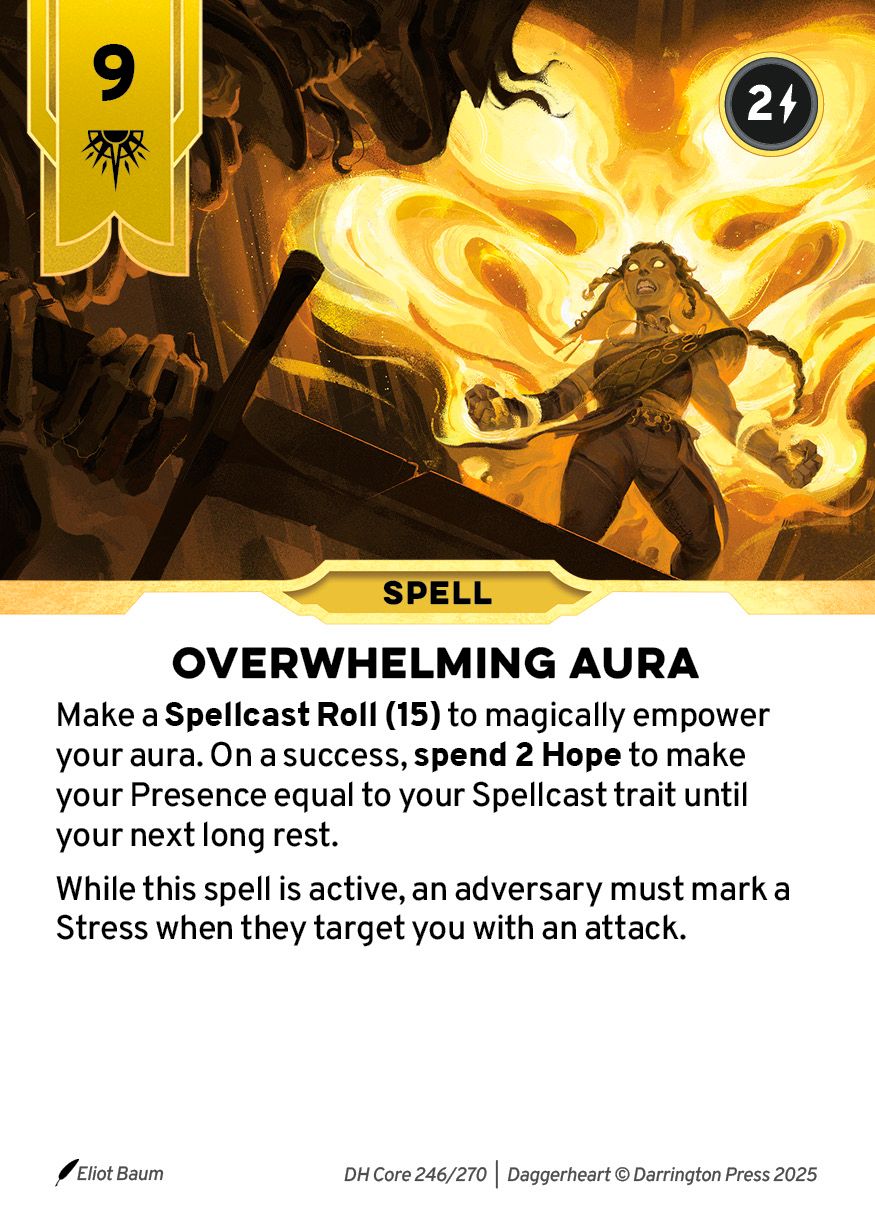 9
2
SPELL
OVERWHELMING AURA
Make a Spellcast Roll (15) to magically empower
your aura. On a success, spend 2 Hope to make
your Presence equal to your Spellcast trait until
your next long rest.
While this spell is active, an adversary must mark a
Stress when they target you with an attack.
Eliot Baum
DH Core 246/270 | Daggerheart © Darrington Press 2025